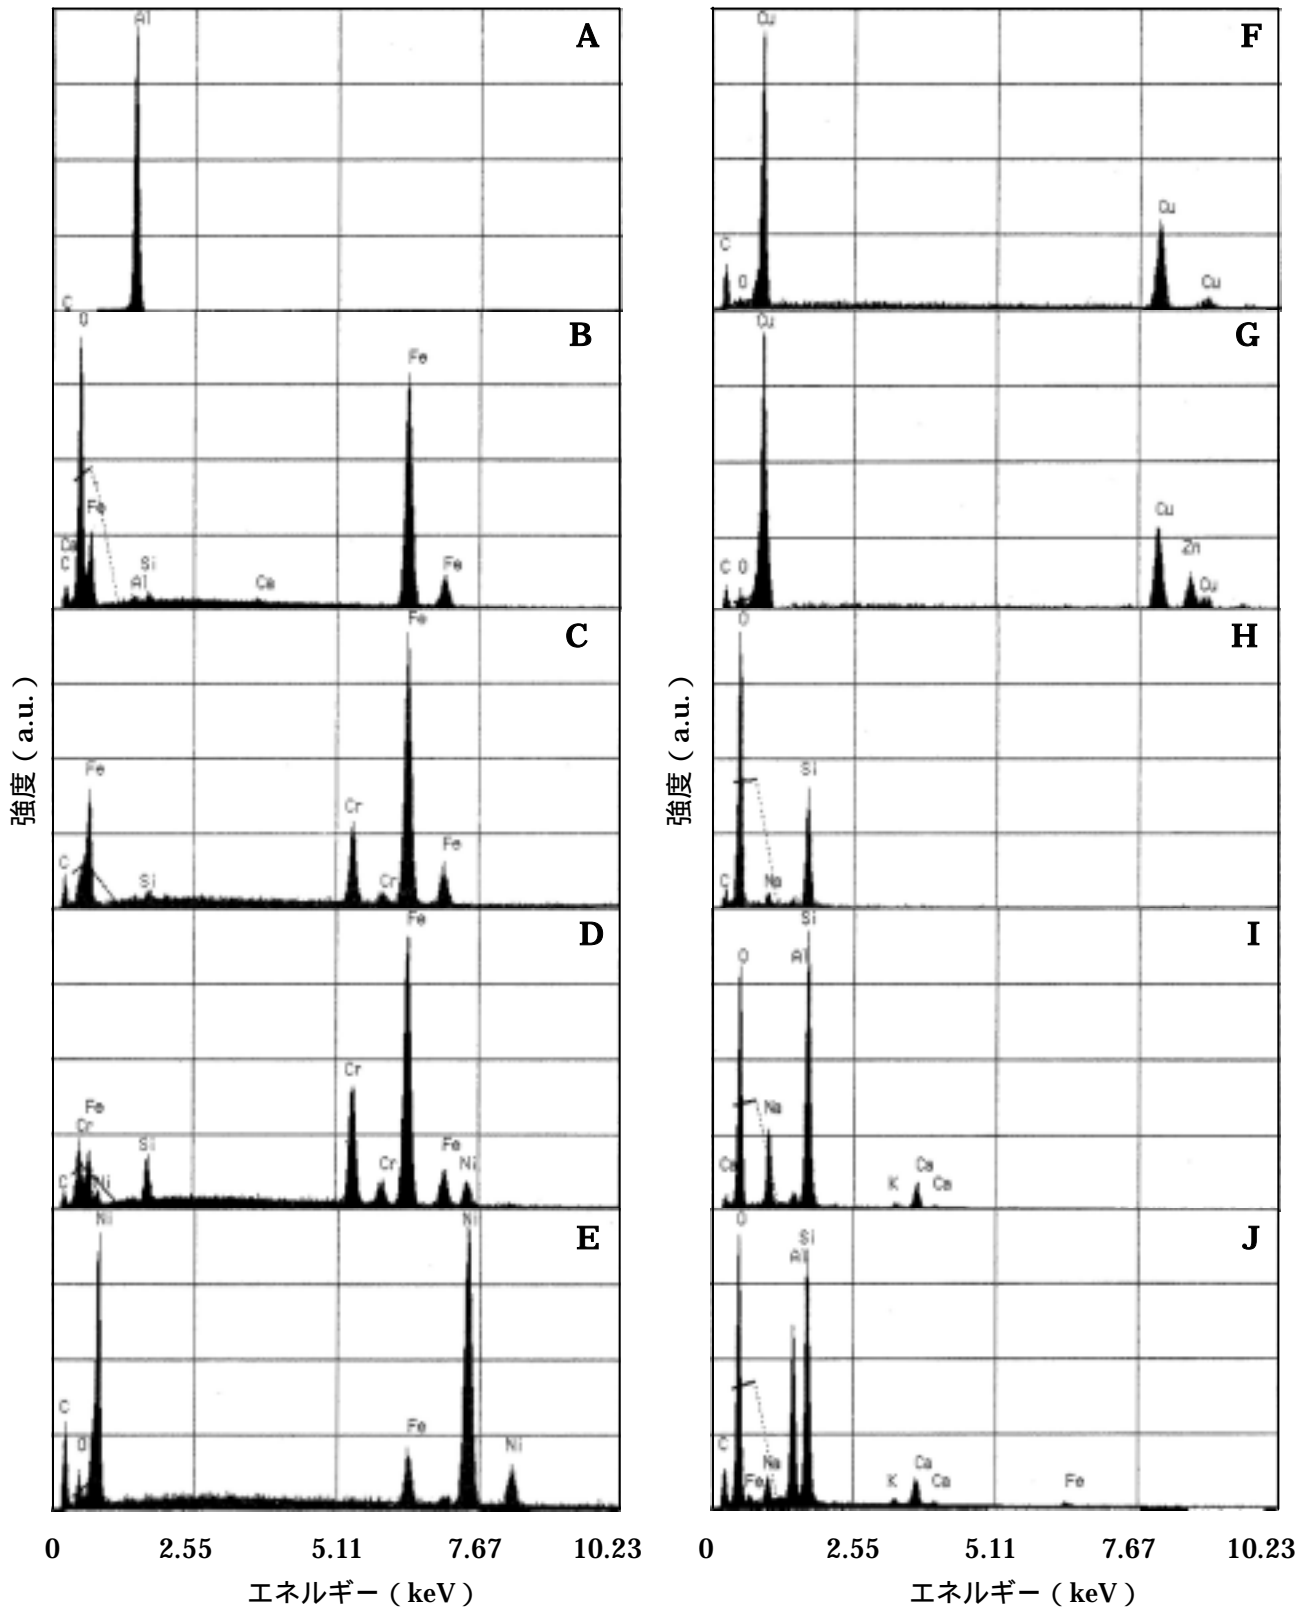 A
Al
C
B
O
Fe
Fe
Ca
C
Si
Al
Ca
Fe
C
Fe
Fe
Cr
Fe
C
Si
Cr
D
Fe
Cr
Fe
Cr
Si
Fe
C
Ni
Cr
Ni
E
Ni
Ni
C
Fe
O
Ni
強度 ( a.u. )
0
2.55
5.11
7.67
10.23
エネルギー ( keV )
F
Cu
Cu
C
O
Cu
G
Cu
Cu
Zn
C O
Cu
H
O
Si
C
Na
I
Si
O
Al
Na
Ca
Ca
K
Ca
J
O
Si
Al
C
Na
Fe
Ca
K
Ca
Fe
強度 ( a.u. )
0
2.55
5.11
7.67
10.23
エネルギー ( keV )